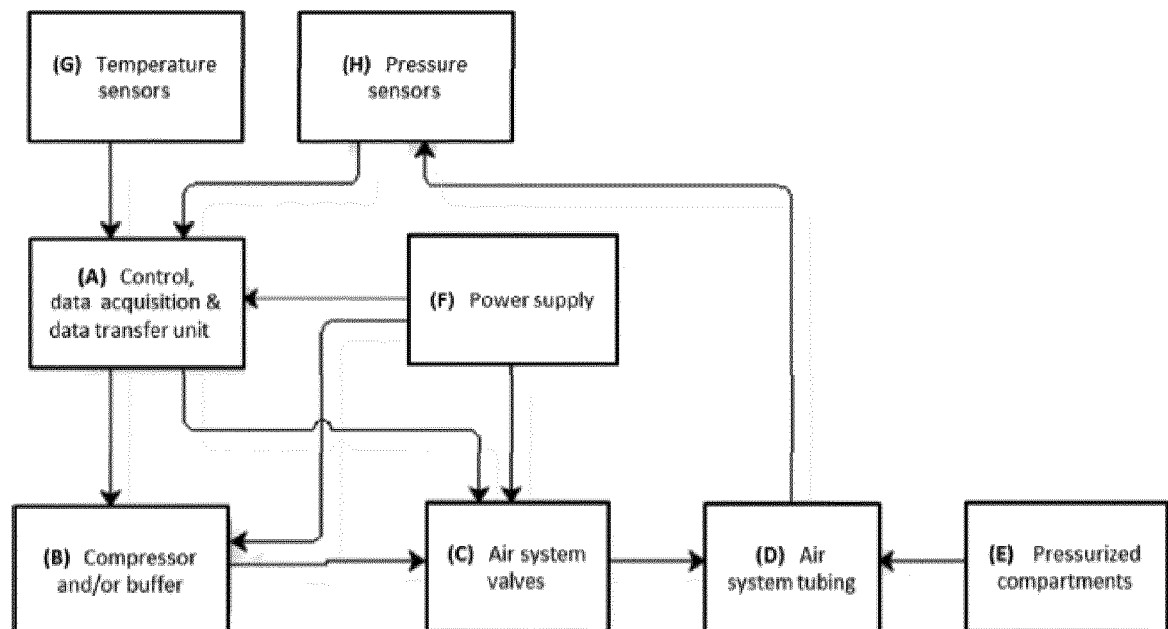 (G) Temperature
sensors
(H) Pressure
sensors
(A) Control,
data acquisition &
data transfer unit
(F) Power supply
(B) Compressor
and/or buffer
(C) Air system
valves
(D) Air
system tubing
(E) Pressurized
compartments